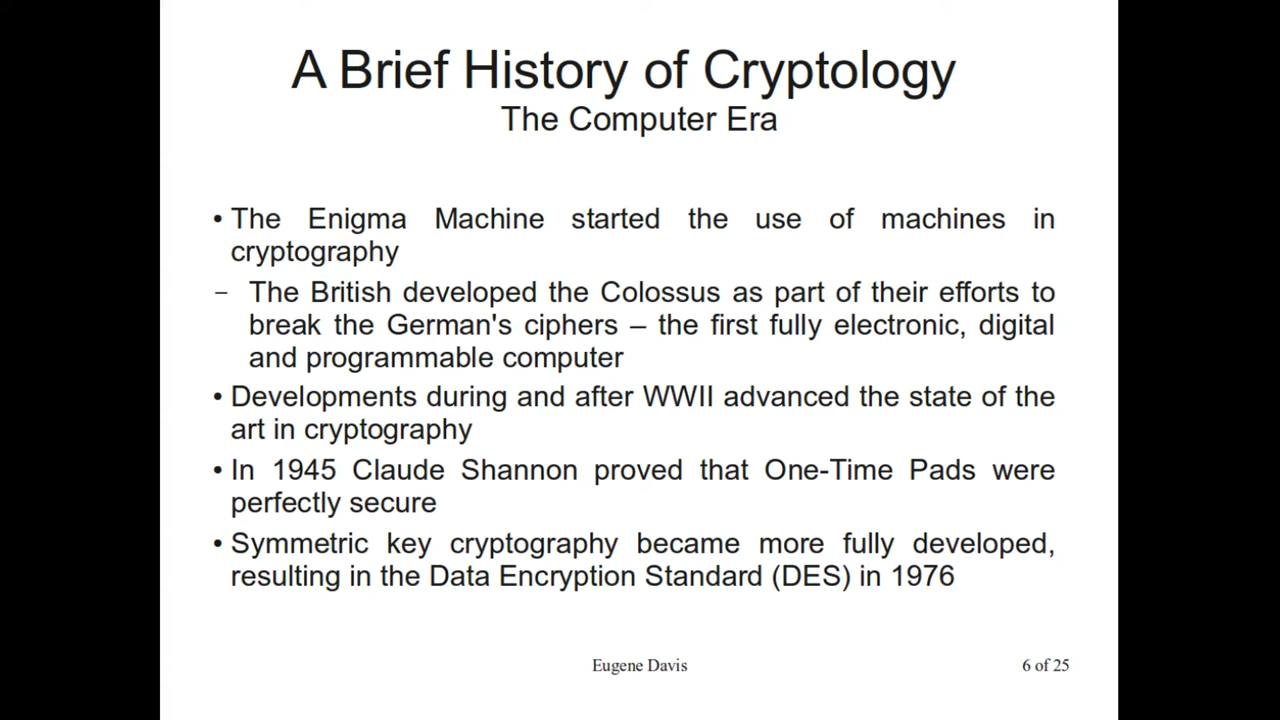 A Brief History of Cryptology
The Computer Era
• The Enigma Machine started the use of machines in
cryptography
– The British developed the Colossus as part of their efforts to
break the German's ciphers – the first fully electronic, digital
and programmable computer
• Developments during and after WWII advanced the state of the
art in cryptography
• In 1945 Claude Shannon proved that One-Time Pads were
perfectly secure
• Symmetric key cryptography became more fully developed,
resulting in the Data Encryption Standard (DES) in 1976
Eugene Davis
6 of 25